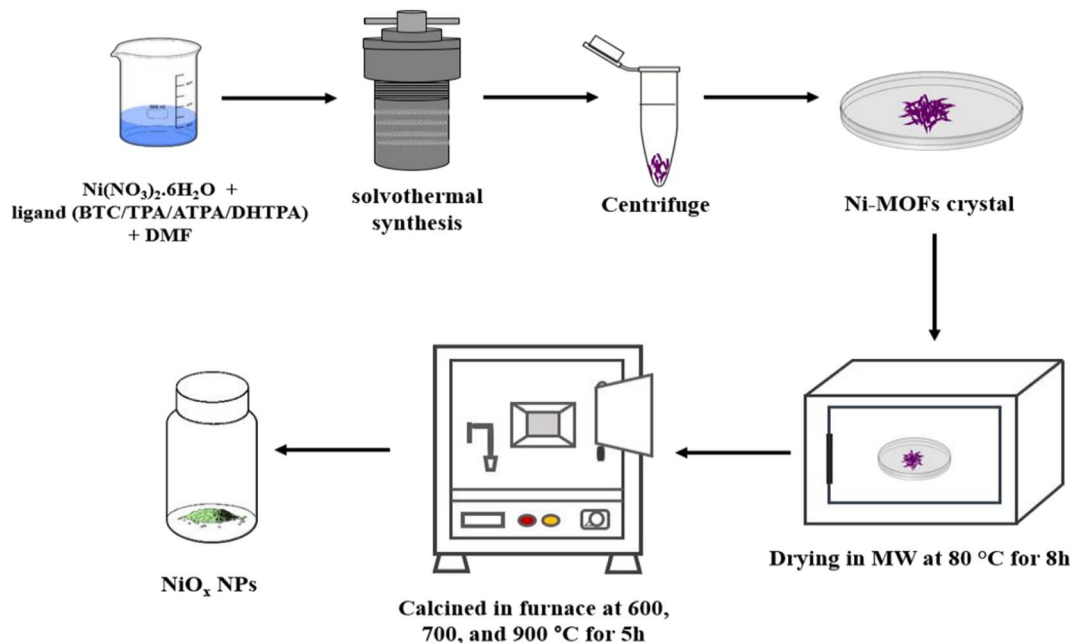 Ni(NO₃)₂.6H₂O +
ligand (BTC/TPA/ATPA/DHTPA)
+ DMF
solvothermal
synthesis
Centrifuge
Ni-MOFs crystal
Drying in MW at 80 °C for 8h
Calcined in furnace at 600,
700, and 900 °C for 5h
NiOₓ NPs